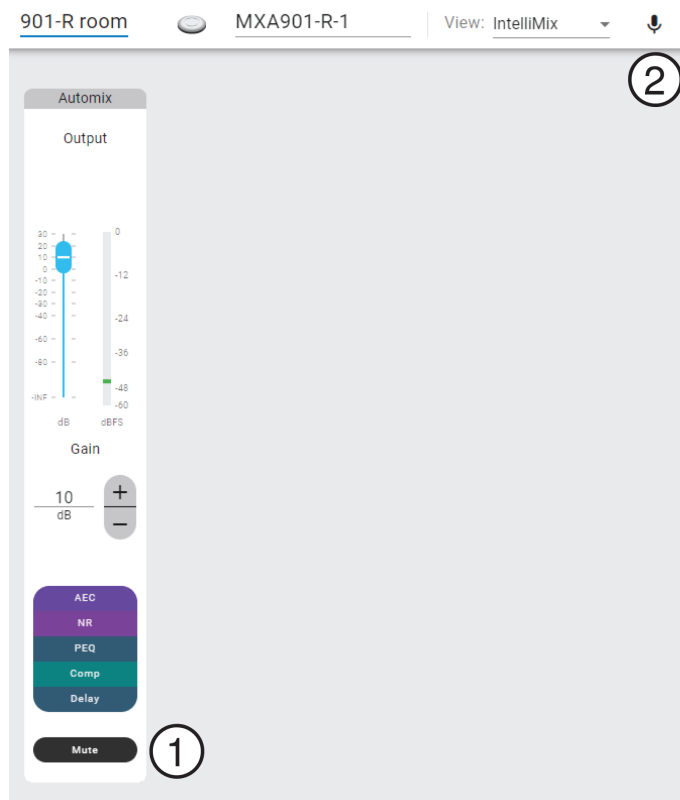 901-R room MXA901-R-1 View: IntelliMix
2
Automix
Output
30 0
20
10
0
-10 -12
-20
-30
-40 -24
-60
-36
-80
-48
-INF
-60
dB dBFS
Gain
10 +
dB −
AEC
NR
PEQ
Comp
Delay
Mute 1